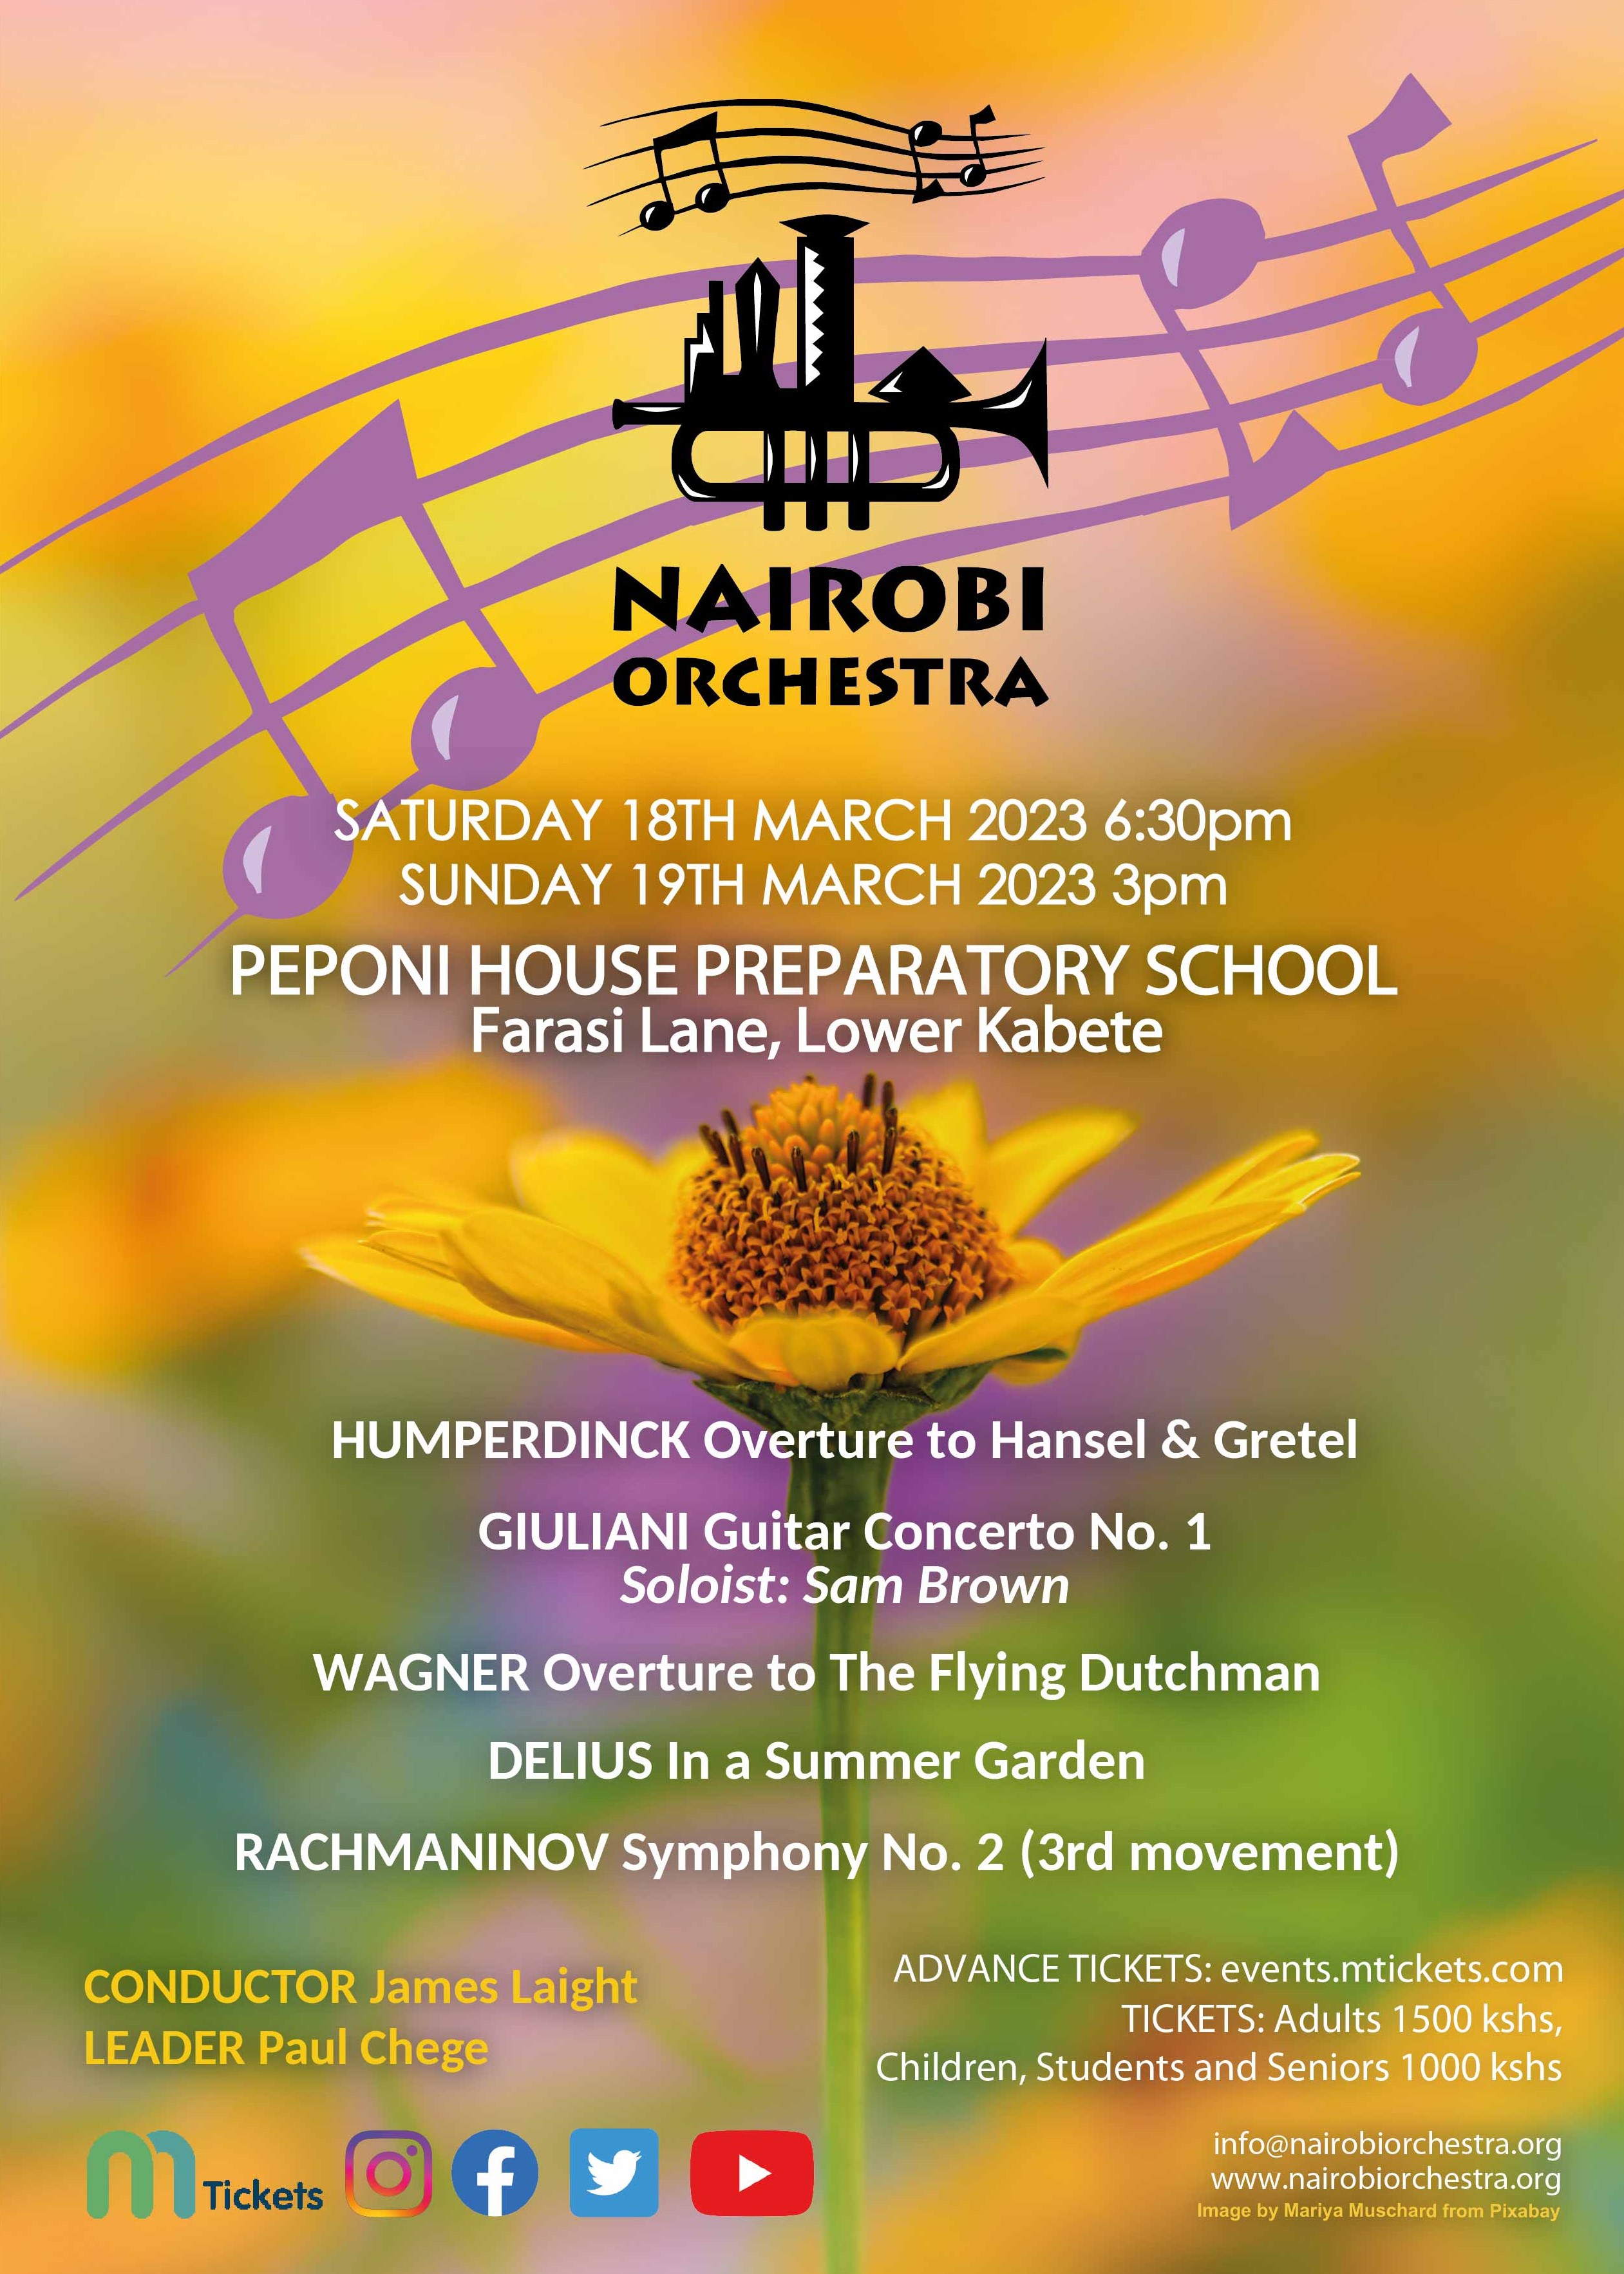 NAIROBI
ORCHESTRA
SATURDAY 18TH MARCH 2023 6:30pm
SUNDAY 19TH MARCH 2023 3pm
PEPONI HOUSE PREPARATORY SCHOOL
Farasi Lane, Lower Kabete
HUMPERDINCK Overture to Hansel & Gretel
GIULIANI Guitar Concerto No. 1
Soloist: Sam Brown
WAGNER Overture to The Flying Dutchman
DELIUS In a Summer Garden
RACHMANINOV Symphony No. 2 (3rd movement)
CONDUCTOR James Laight
LEADER Paul Chege
ADVANCE TICKETS: events.mtickets.com
TICKETS: Adults 1500 kshs,
Children, Students and Seniors 1000 kshs
m Tickets
info@nairobiorchestra.org
www.nairobiorchestra.org
Image by Mariya Muschard from Pixabay